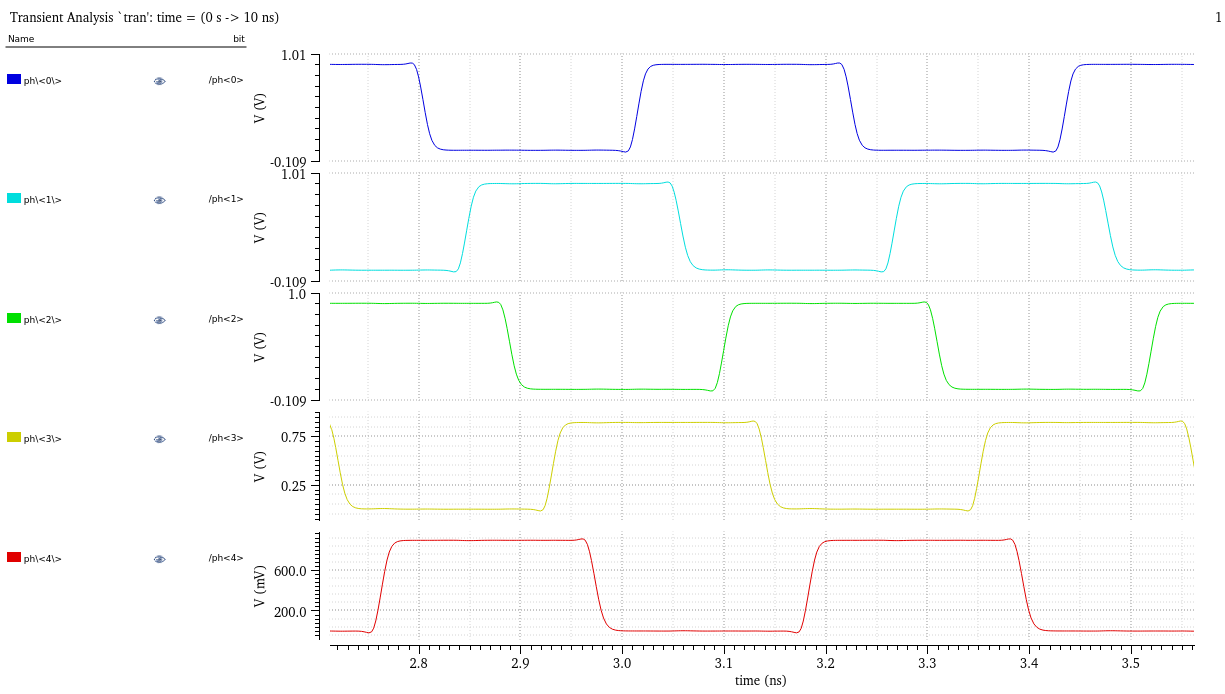 Transient Analysis `tran': time = (0 s -> 10 ns) 1
Name bit
ph\<0\> /ph<0>
1.01
V (V)
-0.109
ph\<1\> /ph<1>
1.01
V (V)
-0.109
ph\<2\> /ph<2>
1.0
V (V)
-0.109
ph\<3\> /ph<3>
0.75
V (V)
0.25
ph\<4\> /ph<4>
600.0
V (mV)
200.0
2.8 2.9 3.0 3.1 3.2 3.3 3.4 3.5
time (ns)